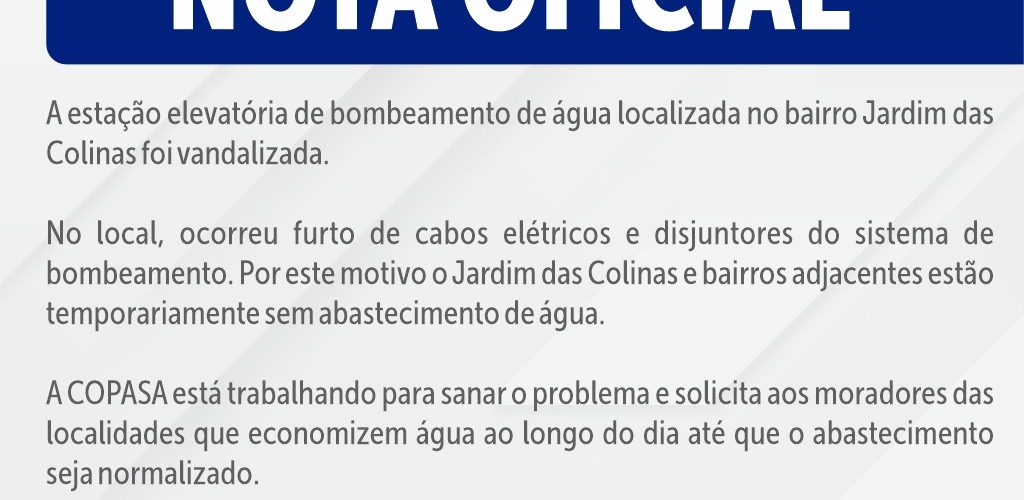 NOTA OFICIAL
A estação elevatória de bombeamento de água localizada no bairro Jardim das
Colinas foi vandalizada.
No local, ocorreu furto de cabos elétricos e disjuntores do sistema de
bombeamento. Por este motivo o Jardim das Colinas e bairros adjacentes estão
temporariamente sem abastecimento de água.
A COPASA está trabalhando para sanar o problema e solicita aos moradores das
localidades que economizem água ao longo do dia até que o abastecimento
seja normalizado.